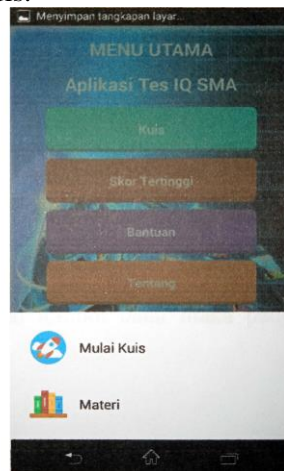 Menyimpan tangkapan layar...
MENU UTAMA
Aplikasi Tes IQ SMA
Kuis
Skor Tertinggi
Bantuan
Tentang
Mulai Kuis
Materi